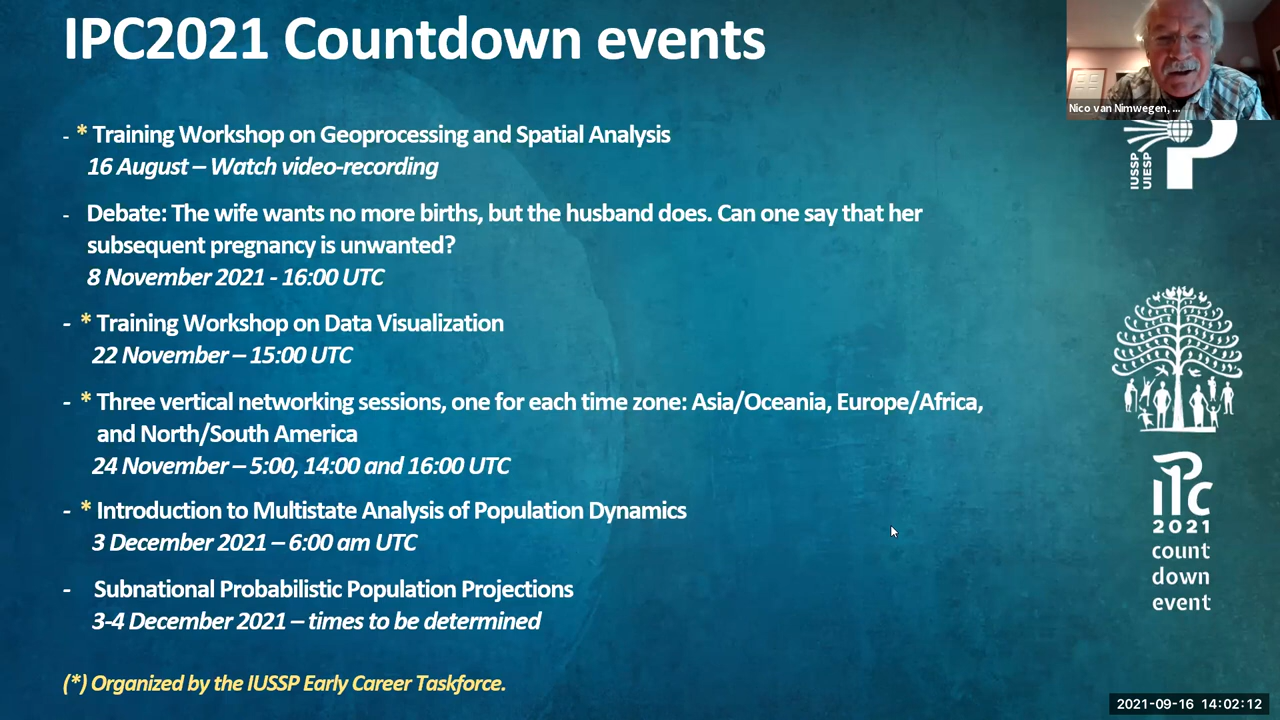 IPC2021 Countdown events
Nico van Nimwegen, ...
- * Training Workshop on Geoprocessing and Spatial Analysis
16 August – Watch video-recording
IUSSP
UIESP
P
- Debate: The wife wants no more births, but the husband does. Can one say that her
subsequent pregnancy is unwanted?
8 November 2021 - 16:00 UTC
- * Training Workshop on Data Visualization
22 November – 15:00 UTC
- * Three vertical networking sessions, one for each time zone: Asia/Oceania, Europe/Africa,
and North/South America
24 November – 5:00, 14:00 and 16:00 UTC
- * Introduction to Multistate Analysis of Population Dynamics
3 December 2021 – 6:00 am UTC
- Subnational Probabilistic Population Projections
3-4 December 2021 – times to be determined
(*) Organized by the IUSSP Early Career Taskforce.
IPC
2021
count
down
event
2021-09-16 14:02:12